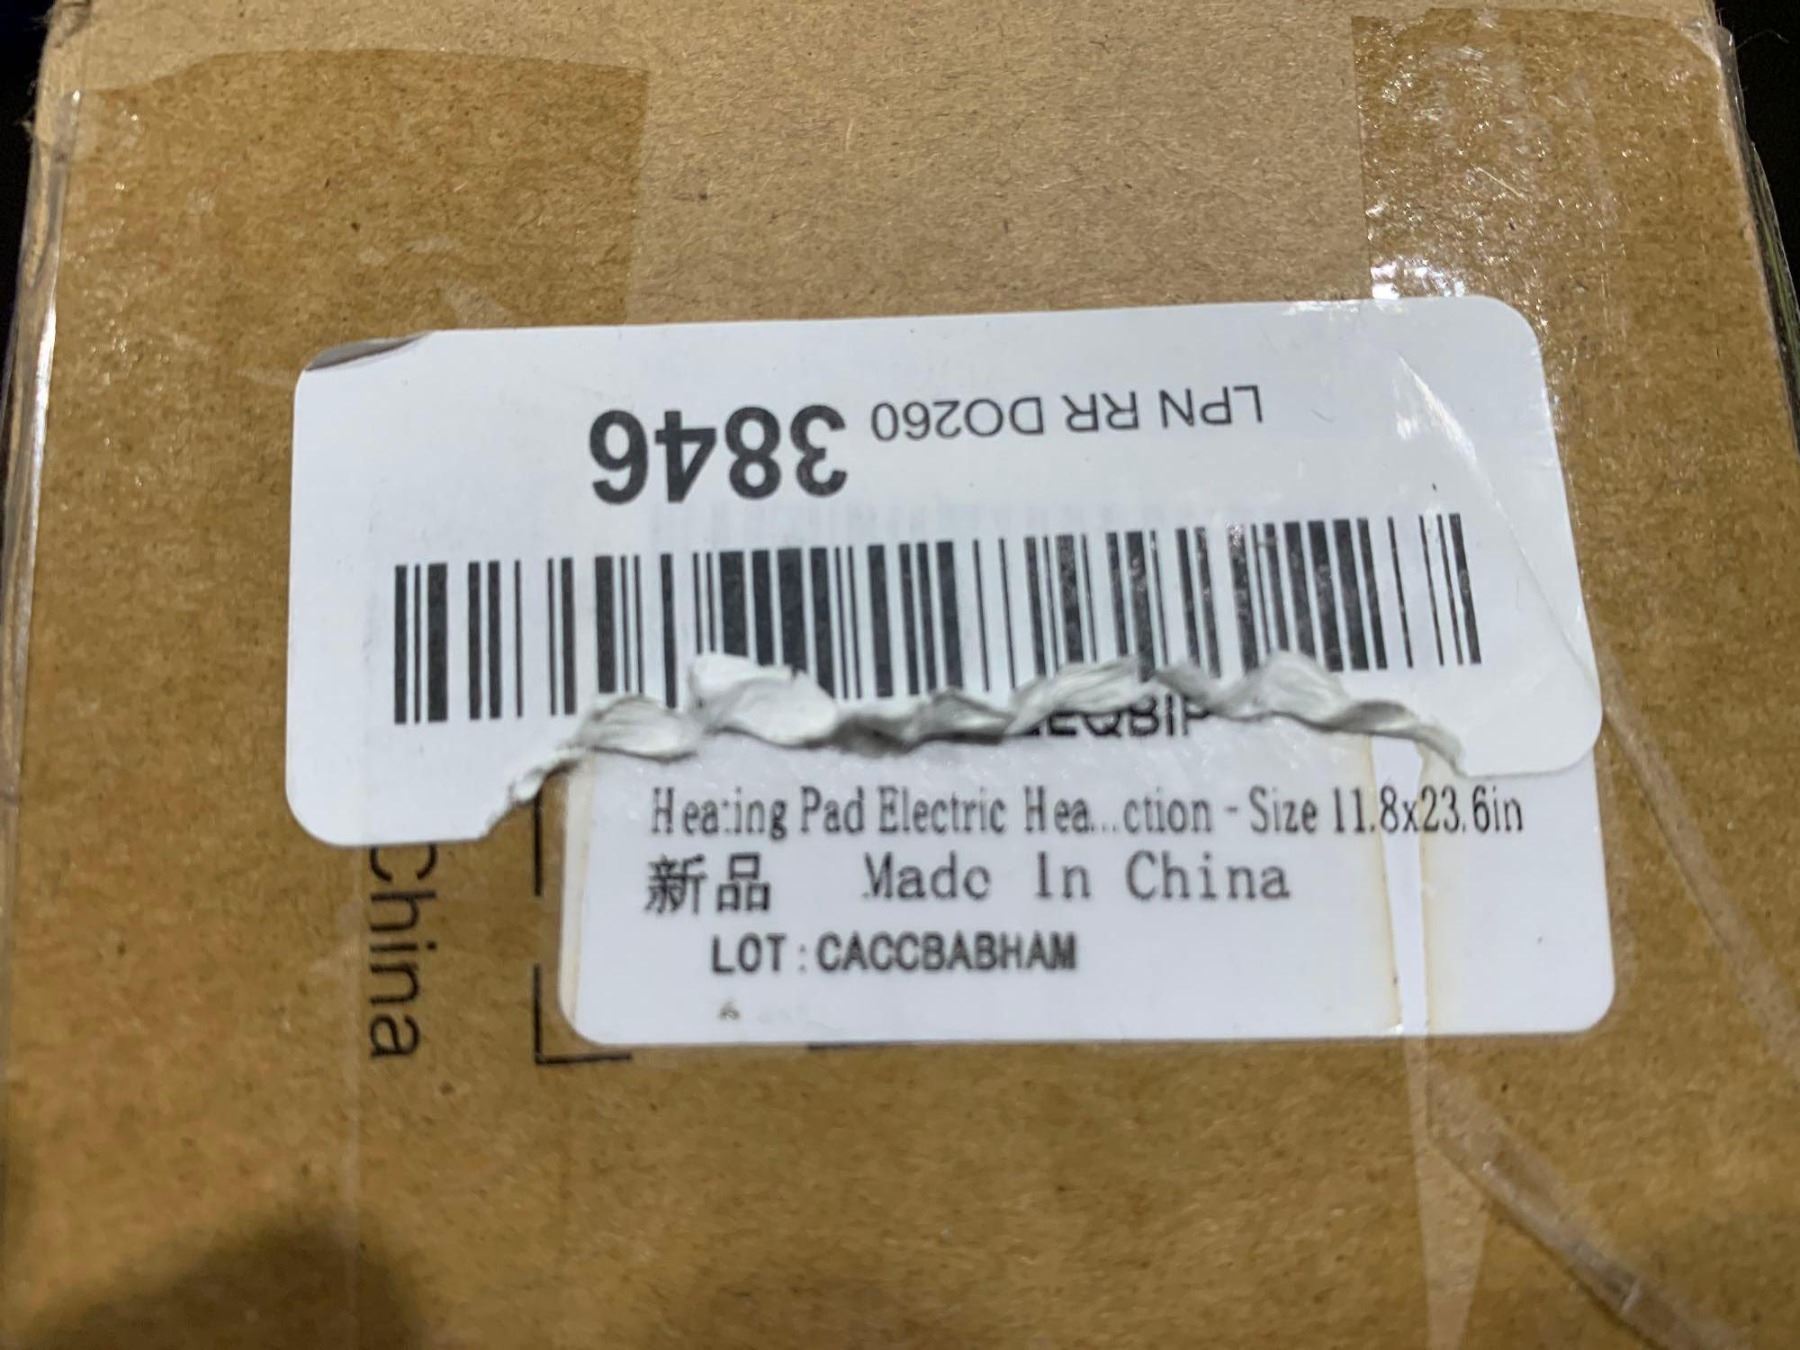 LPN RR DO260 3846
Heating Pad Electric Hea...ction - Size 11.8x23.6in
新品 Made In China
LOT : CACCBABHAM
China